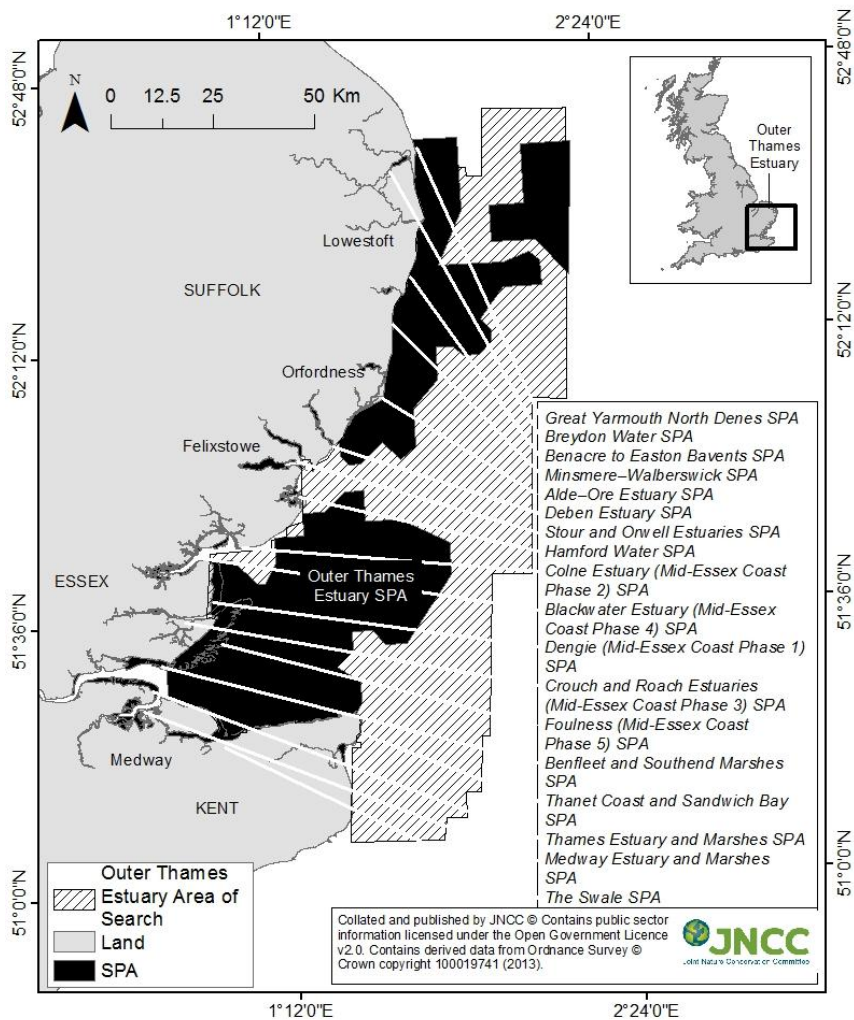 1°12'0"E
2°24'0"E
52°48'0"N
52°48'0"N
N
0 12.5 25 50 Km
Outer
Thames
Estuary
Lowestoft
SUFFOLK
52°12'0"N
52°12'0"N
Orfordness
Felixstowe
Great Yarmouth North Denes SPA
Breydon Water SPA
Benacre to Easton Bavents SPA
Minsmere–Walberswick SPA
Alde–Ore Estuary SPA
Deben Estuary SPA
Stour and Orwell Estuaries SPA
Hamford Water SPA
Colne Estuary (Mid-Essex Coast
Phase 2) SPA
Blackwater Estuary (Mid-Essex
Coast Phase 4) SPA
Dengie (Mid-Essex Coast Phase 1)
SPA
Crouch and Roach Estuaries
(Mid-Essex Coast Phase 3) SPA
Foulness (Mid-Essex Coast
Phase 5) SPA
Benfleet and Southend Marshes
SPA
Thanet Coast and Sandwich Bay
SPA
Thames Estuary and Marshes SPA
Medway Estuary and Marshes
SPA
The Swale SPA
ESSEX
Outer Thames
Estuary SPA
51°36'0"N
51°36'0"N
Medway
KENT
51°0'0"N
51°0'0"N
Outer Thames
Estuary Area of
Search
Land
SPA
Collated and published by JNCC © Contains public sector
information licensed under the Open Government Licence
v2.0. Contains derived data from Ordnance Survey ©
Crown copyright 100019741 (2013).
JNCC
Joint Nature Conservation Committee
1°12'0"E
2°24'0"E